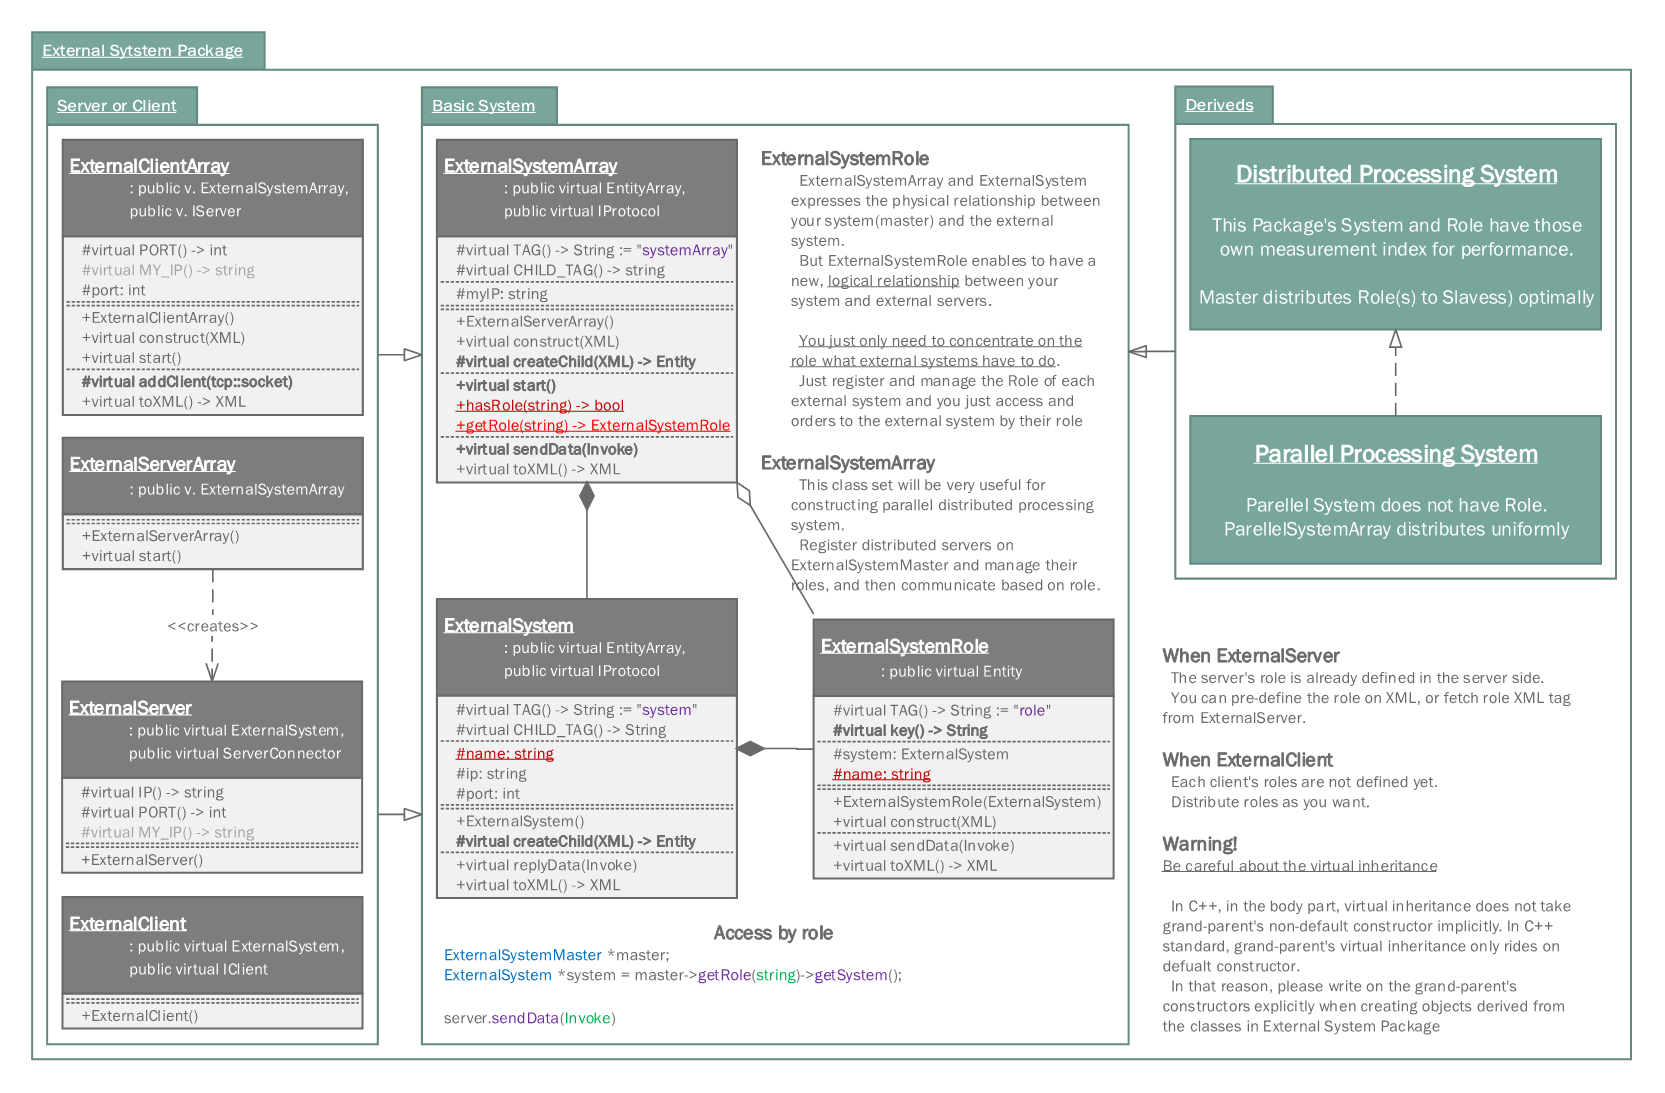 External Sytstem Package
Server or Client
ExternalClientArray
: public v. ExternalSystemArray,
public v. IServer
#virtual PORT() -> int
#virtual MY_IP() -> string
#port: int
+ExternalClientArray()
+virtual construct(XML)
+virtual start()
#virtual addClient(tcp::socket)
+virtual toXML() -> XML
ExternalServerArray
: public v. ExternalSystemArray
+ExternalServerArray()
+virtual start()
<<creates>>
ExternalServer
: public virtual ExternalSystem,
public virtual ServerConnector
#virtual IP() -> string
#virtual PORT() -> int
#virtual MY_IP() -> string
+ExternalServer()
ExternalClient
: public virtual ExternalSystem,
public virtual IClient
+ExternalClient()
Basic System
ExternalSystemArray
: public virtual EntityArray,
public virtual IProtocol
#virtual TAG() -> String := "systemArray"
#virtual CHILD_TAG() -> string
#myIP: string
+ExternalServerArray()
+virtual construct(XML)
#virtual createChild(XML) -> Entity
+virtual start()
+hasRole(string) -> bool
+getRole(string) -> ExternalSystemRole
+virtual sendData(Invoke)
+virtual toXML() -> XML
ExternalSystem
: public virtual EntityArray,
public virtual IProtocol
#virtual TAG() -> String := "system"
#virtual CHILD_TAG() -> String
#name: string
#ip: string
#port: int
+ExternalSystem()
#virtual createChild(XML) -> Entity
+virtual replyData(Invoke)
+virtual toXML() -> XML
ExternalSystemRole
ExternalSystemArray and ExternalSystem
expresses the physical relationship between
your system(master) and the external
system.
But ExternalSystemRole enables to have a
new, logical relationship between your
system and external servers.
You just only need to concentrate on the
role what external systems have to do.
Just register and manage the Role of each
external system and you just access and
orders to the external system by their role
ExternalSystemArray
This class set will be very useful for
constructing parallel distributed processing
system.
Register distributed servers on
ExternalSystemMaster and manage their
roles, and then communicate based on role.
ExternalSystemRole
: public virtual Entity
#virtual TAG() -> String := "role"
#virtual key() -> String
#system: ExternalSystem
#name: string
+ExternalSystemRole(ExternalSystem)
+virtual construct(XML)
+virtual sendData(Invoke)
+virtual toXML() -> XML
Access by role
ExternalSystemMaster *master;
ExternalSystem *system = master->getRole(string)->getSystem();
server.sendData(Invoke)
Deriveds
Distributed Processing System
This Package's System and Role have those
own measurement index for performance.
Master distributes Role(s) to Slavess) optimally
Parallel Processing System
Parellel System does not have Role.
ParellelSystemArray distributes uniformly
When ExternalServer
The server's role is already defined in the server side.
You can pre-define the role on XML, or fetch role XML tag
from ExternalServer.
When ExternalClient
Each client's roles are not defined yet.
Distribute roles as you want.
Warning!
Be careful about the virtual inheritance
In C++, in the body part, virtual inheritance does not take
grand-parent's non-default constructor implicitly. In C++
standard, grand-parent's virtual inheritance only rides on
defualt constructor.
In that reason, please write on the grand-parent's
constructors explicitly when creating objects derived from
the classes in External System Package